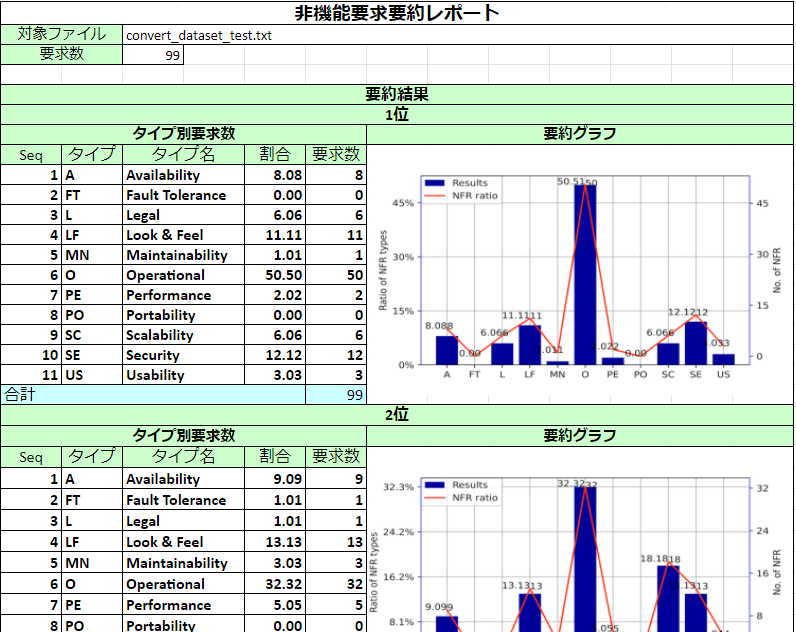 非機能要求要約レポート
対象ファイル convert_dataset_test.txt
要求数 99
要約結果
1位
タイプ別要求数 要約グラフ
Seq タイプ タイプ名 割合 要求数
1 A Availability 8.08 8
2 FT Fault Tolerance 0.00 0
3 L Legal 6.06 6
4 LF Look & Feel 11.11 11
5 MN Maintainability 1.01 1
6 O Operational 50.50 50
7 PE Performance 2.02 2
8 PO Portability 0.00 0
9 SC Scalability 6.06 6
10 SE Security 12.12 12
11 US Usability 3.03 3
合計 99
Results
NFR ratio
Ratio of NFR types
45%
30%
15%
0%
A FT L LF MN O PE PO SC SE US
45
30
15
0
No. of NFR
2位
タイプ別要求数 要約グラフ
Seq タイプ タイプ名 割合 要求数
1 A Availability 9.09 9
2 FT Fault Tolerance 1.01 1
3 L Legal 1.01 1
4 LF Look & Feel 13.13 13
5 MN Maintainability 3.03 3
6 O Operational 32.32 32
7 PE Performance 5.05 5
8 PO Portability 0.00 0
Results
NFR ratio
Ratio of NFR types
32.3%
24.2%
16.2%
8.1%
32
24
16
8
No. of NFR